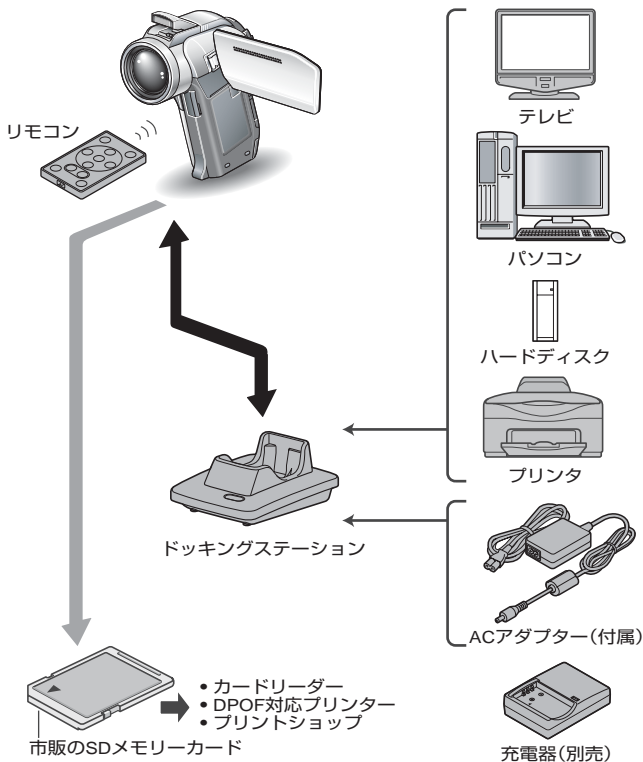 リモコン
テレビ
パソコン
ハードディスク
プリンタ
ドッキングステーション
ACアダプター(付属)
• カードリーダー
• DPOF対応プリンター
• プリントショップ
市販のSDメモリーカード
充電器(別売)